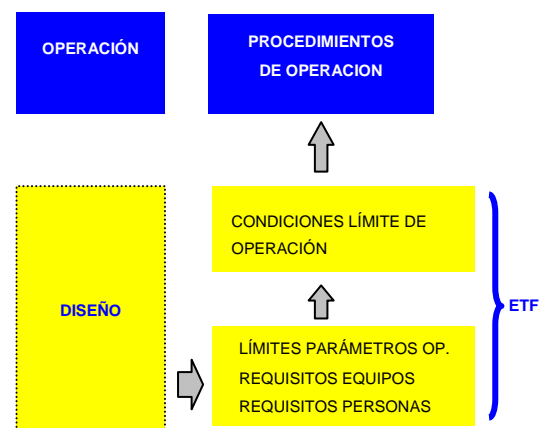 OPERACIÓN
PROCEDIMIENTOS
DE OPERACION
CONDICIONES LÍMITE DE
OPERACIÓN
DISEÑO
ETF
LÍMITES PARÁMETROS OP.
REQUISITOS EQUIPOS
REQUISITOS PERSONAS